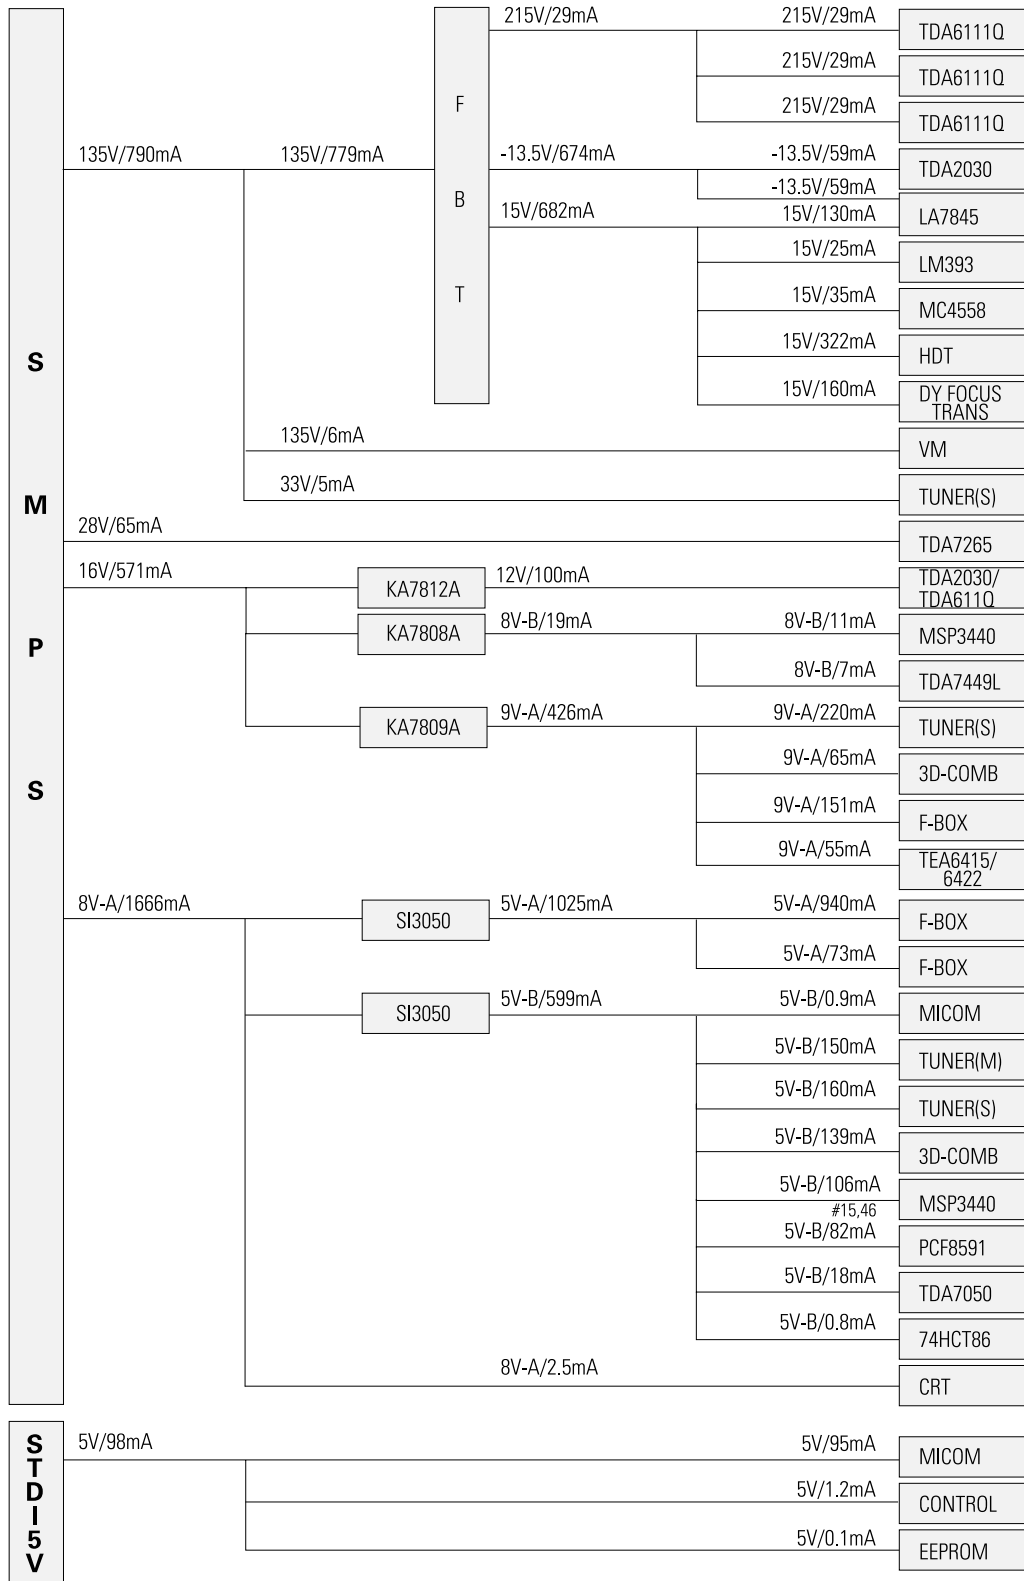 215V/29mA
215V/29mA
TDA6111Q
215V/29mA
TDA6111Q
215V/29mA
TDA6111Q
F
B
T
135V/790mA
135V/779mA
-13.5V/674mA
-13.5V/59mA
TDA2030
-13.5V/59mA
15V/682mA
15V/130mA
LA7845
15V/25mA
LM393
15V/35mA
MC4558
15V/322mA
HDT
15V/160mA
DY FOCUS
TRANS
S
M
P
S
135V/6mA
VM
33V/5mA
TUNER(S)
28V/65mA
TDA7265
16V/571mA
KA7812A
12V/100mA
TDA2030/
TDA611Q
KA7808A
8V-B/19mA
8V-B/11mA
MSP3440
8V-B/7mA
TDA7449L
KA7809A
9V-A/426mA
9V-A/220mA
TUNER(S)
9V-A/65mA
3D-COMB
9V-A/151mA
F-BOX
9V-A/55mA
TEA6415/
6422
8V-A/1666mA
SI3050
5V-A/1025mA
5V-A/940mA
F-BOX
5V-A/73mA
F-BOX
SI3050
5V-B/599mA
5V-B/0.9mA
MICOM
5V-B/150mA
TUNER(M)
5V-B/160mA
TUNER(S)
5V-B/139mA
3D-COMB
5V-B/106mA
#15,46
MSP3440
5V-B/82mA
PCF8591
5V-B/18mA
TDA7050
5V-B/0.8mA
74HCT86
8V-A/2.5mA
CRT
S
T
D
I
5
V
5V/98mA
5V/95mA
MICOM
5V/1.2mA
CONTROL
5V/0.1mA
EEPROM